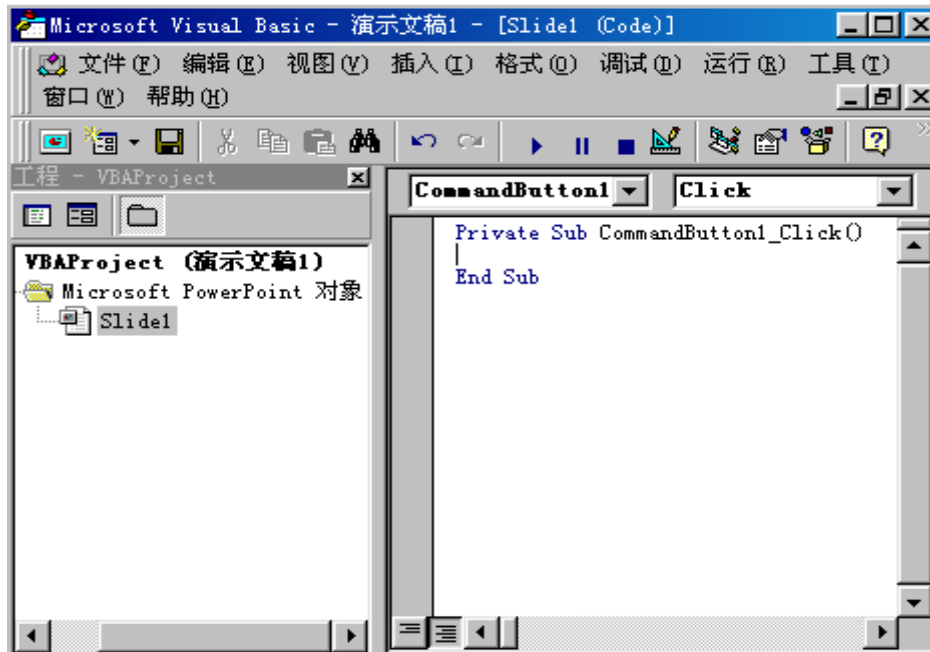 Microsoft Visual Basic - 演示文稿1 - [Slide1 (Code)]
文件(F) 编辑(E) 视图(V) 插入(I) 格式(O) 调试(D) 运行(R) 工具(T)
窗口(W) 帮助(H)
工程 - VBAProject
CommandButton1 Click
VBAProject (演示文稿1)
Microsoft PowerPoint 对象
Slide1
Private Sub CommandButton1_Click()
End Sub